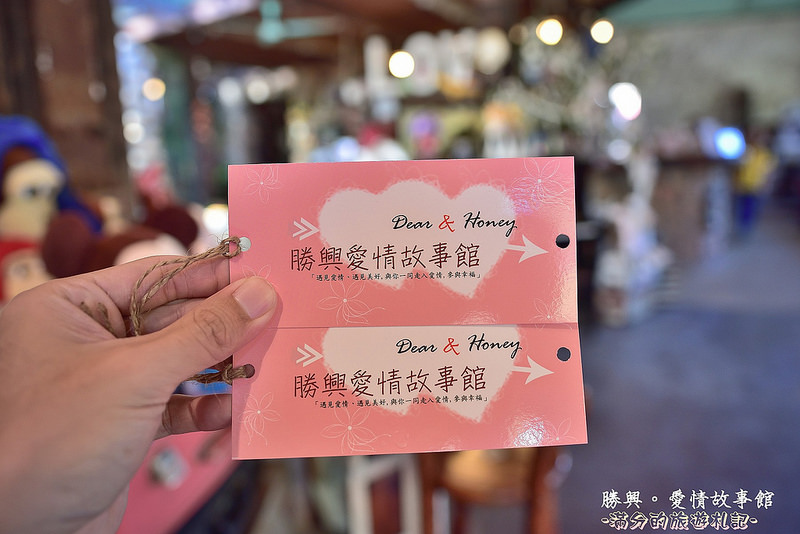 Dear & Honey
勝興愛情故事館
「遇見愛情・遇見美好,與你一同走入愛情,參與幸福」
Dear & Honey
勝興愛情故事館
「遇見愛情・遇見美好,與你一同走入愛情,參與幸福」
勝興。愛情故事館
-滿分的旅遊札記-